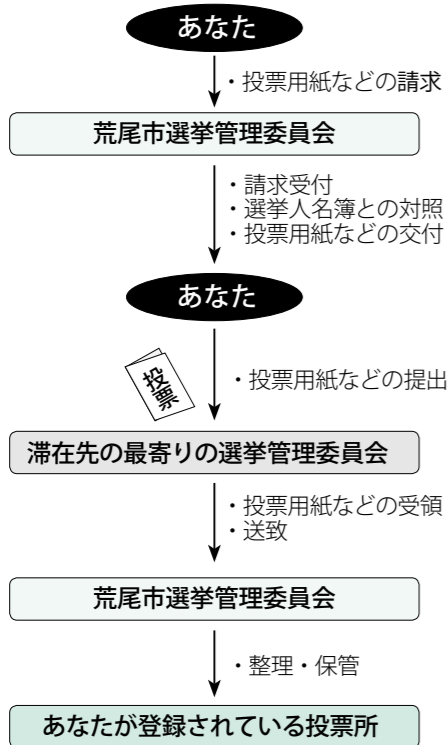 あなた
・投票用紙などの請求
荒尾市選挙管理委員会
・請求受付
・選挙人名簿との対照
・投票用紙などの交付
あなた
投票
・投票用紙などの提出
滞在先の最寄りの選挙管理委員会
・投票用紙などの受領
・送致
荒尾市選挙管理委員会
・整理・保管
あなたが登録されている投票所